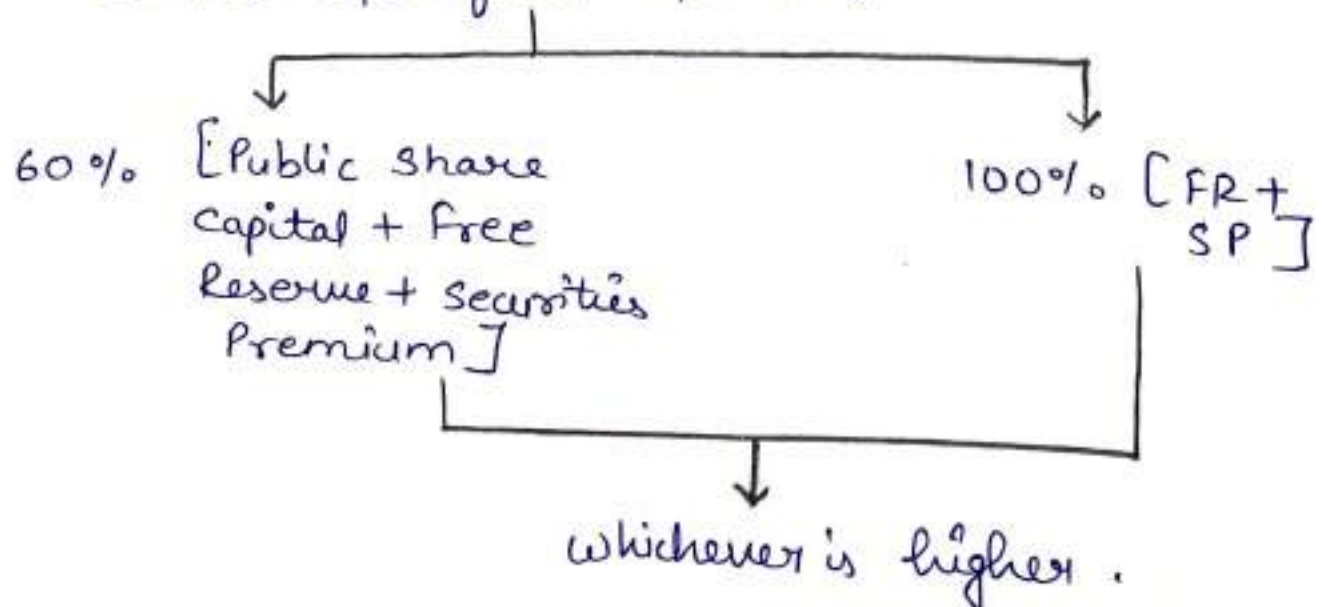 60% [Public share
capital + Free
Reserve + securities
Premium]
100% [FR +
SP]
whichever is higher.